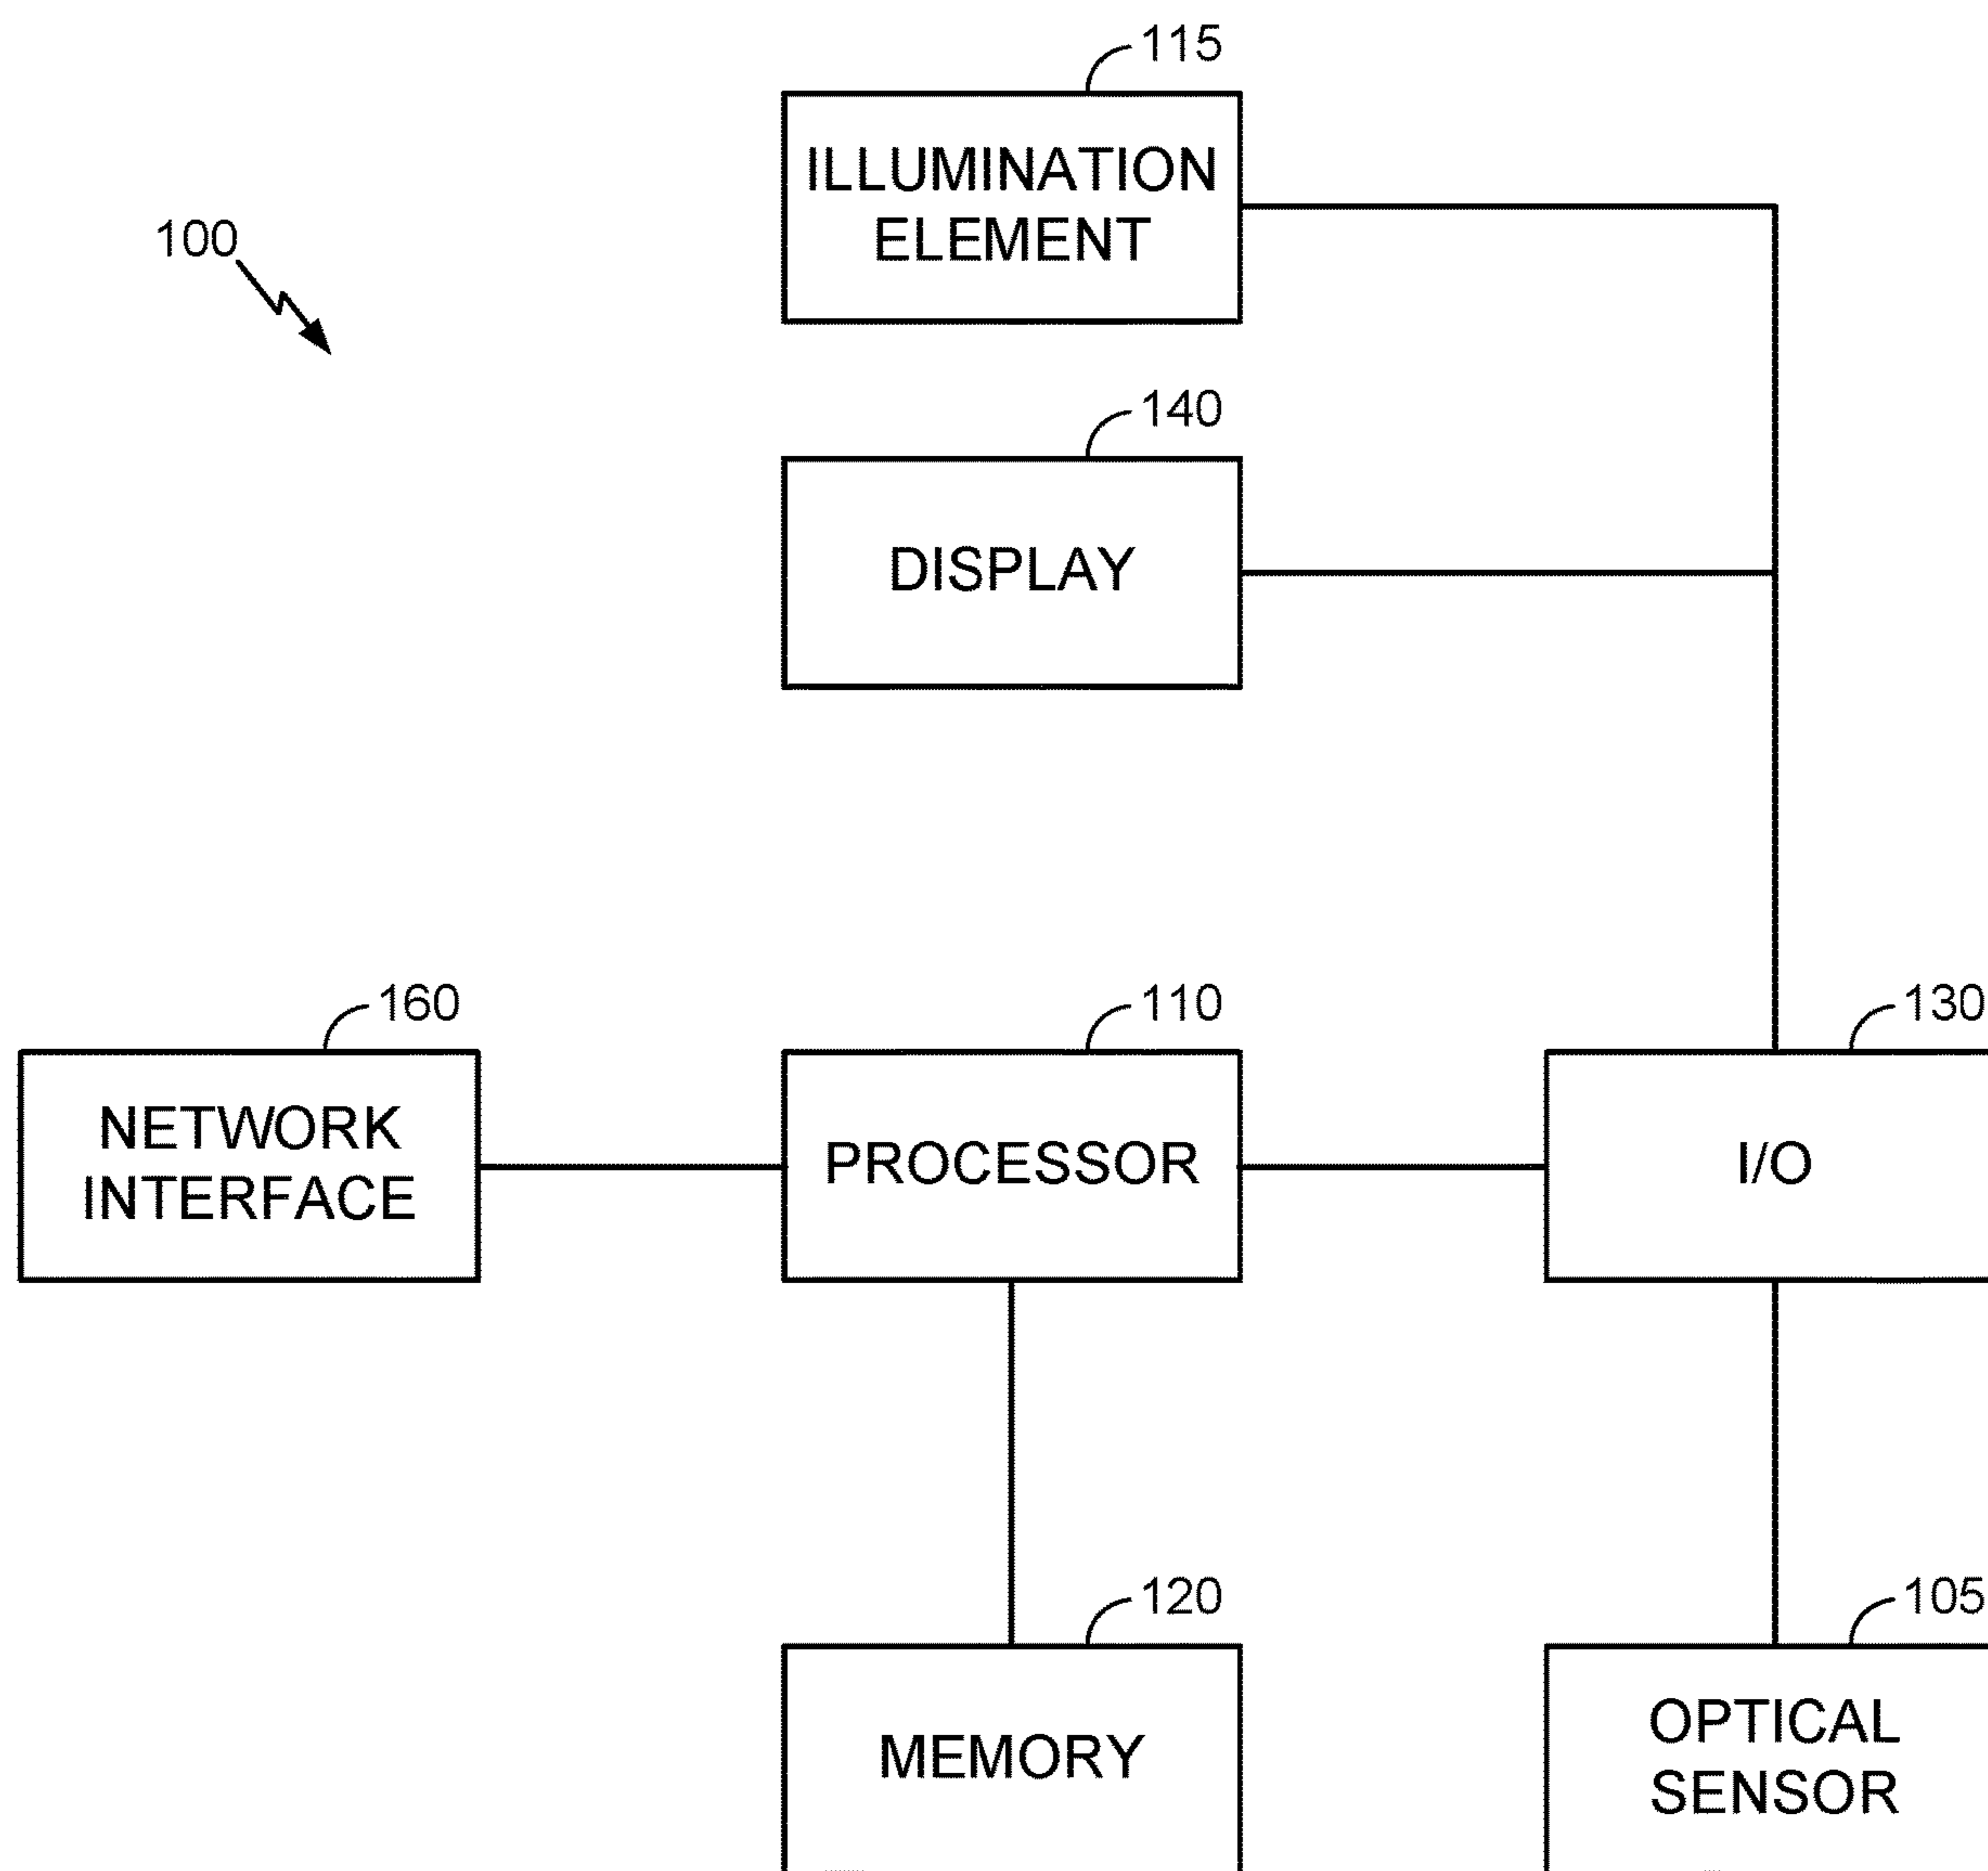 115
ILLUMINATION
ELEMENT
100
140
DISPLAY
160
110
130
NETWORK
INTERFACE
PROCESSOR
I/O
120
105
MEMORY
OPTICAL
SENSOR